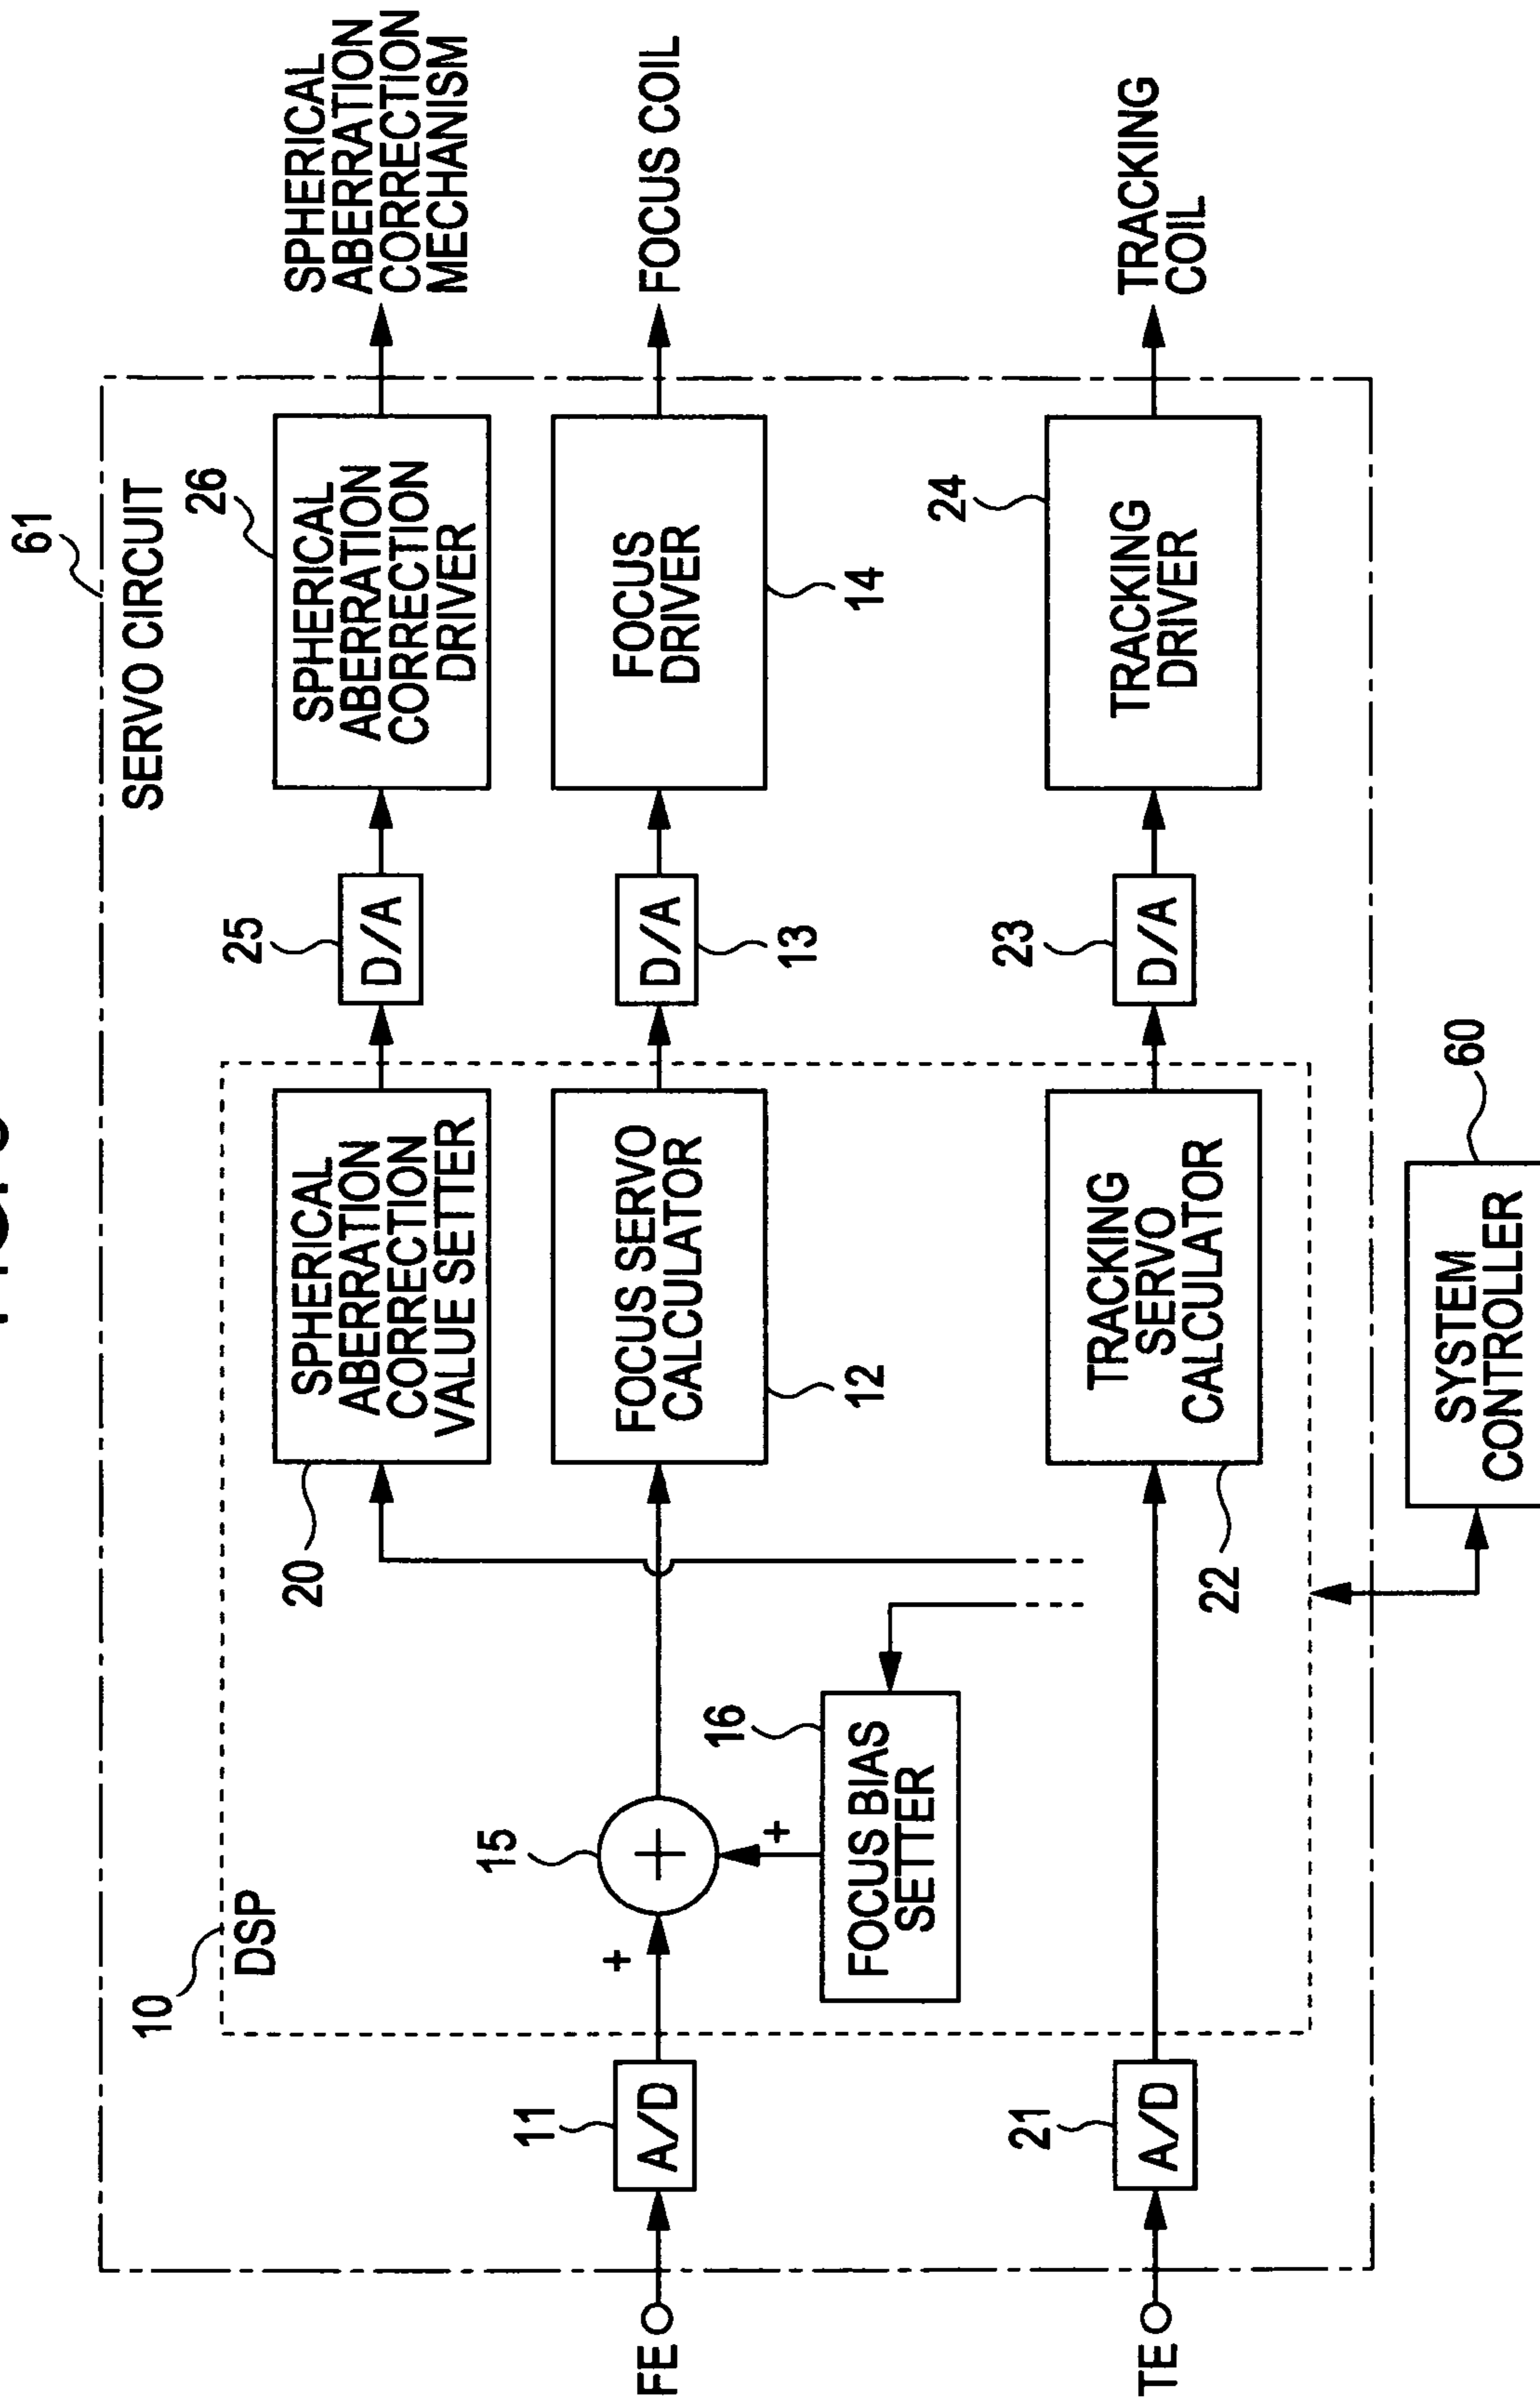 61
SERVO CIRCUIT
10
DSP
20
SPHERICAL
ABERRATION
CORRECTION
VALUE SETTER
25
D/A
26
SPHERICAL
ABERRATION
CORRECTION
DRIVER
SPHERICAL
ABERRATION
CORRECTION
MECHANISM
FE
11
A/D
+
15
+
+
16
FOCUS BIAS
SETTER
FOCUS SERVO
CALCULATOR
12
D/A
13
FOCUS
DRIVER
14
FOCUS COIL
TE
21
A/D
22
TRACKING
SERVO
CALCULATOR
23
D/A
24
TRACKING
DRIVER
TRACKING
COIL
60
SYSTEM
CONTROLLER